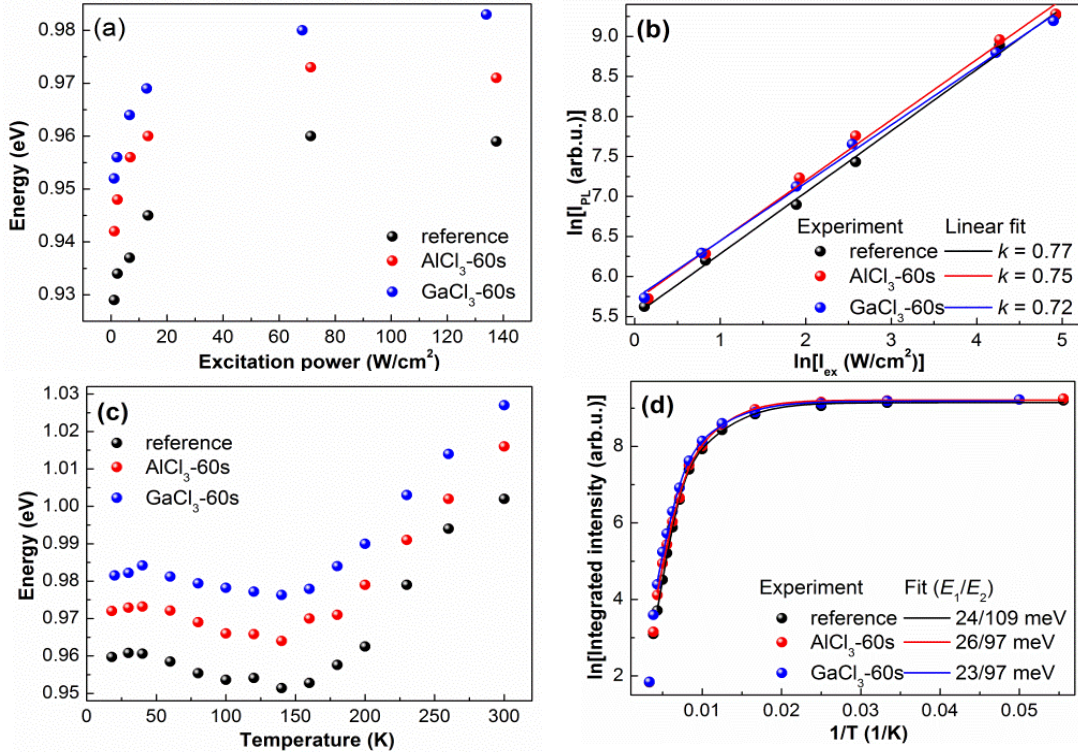 (a)
0.98
0.97
0.96
0.95
0.94
0.93
Energy (eV)
reference
AlCl₃-60s
GaCl₃-60s
0 20 40 60 80 100 120 140
Excitation power (W/cm²)
(b)
9.0
8.5
8.0
7.5
7.0
6.5
6.0
5.5
ln[I_PL (arb.u.)]
Experiment Linear fit
reference k = 0.77
AlCl₃-60s k = 0.75
GaCl₃-60s k = 0.72
0 1 2 3 4 5
ln[I_ex (W/cm²)]
(c)
1.03
1.02
1.01
1.00
0.99
0.98
0.97
0.96
0.95
Energy (eV)
reference
AlCl₃-60s
GaCl₃-60s
0 50 100 150 200 250 300
Temperature (K)
(d)
8
6
4
2
ln[Integrated intensity (arb.u.)]
Experiment Fit (E₁/E₂)
reference 24/109 meV
AlCl₃-60s 26/97 meV
GaCl₃-60s 23/97 meV
0.00 0.01 0.02 0.03 0.04 0.05
1/T (1/K)